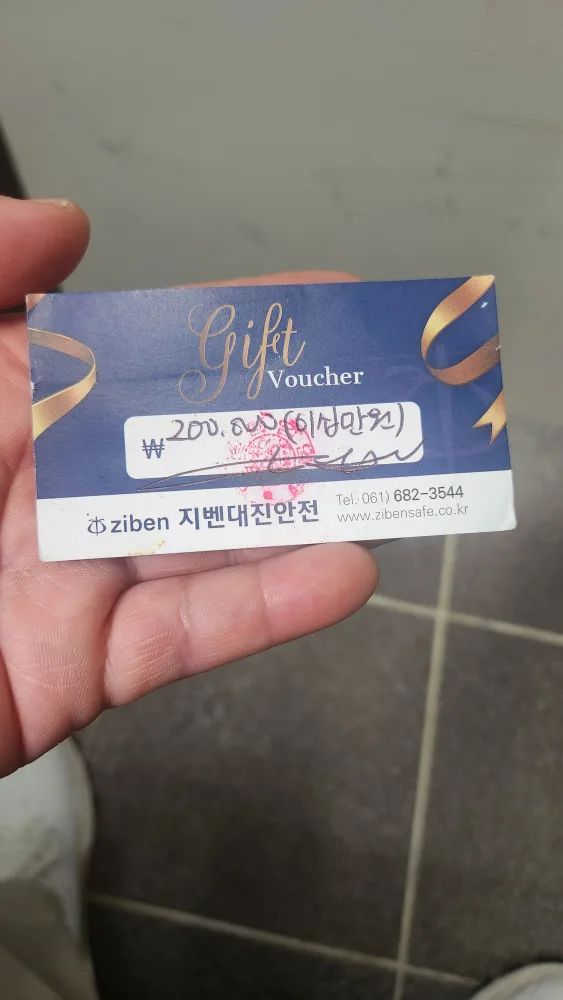 Gift
Voucher
₩ 200.000 (이십만원)
ziben 지벤대진안전
Tel. 061) 682-3544
www.zibensafe.co.kr